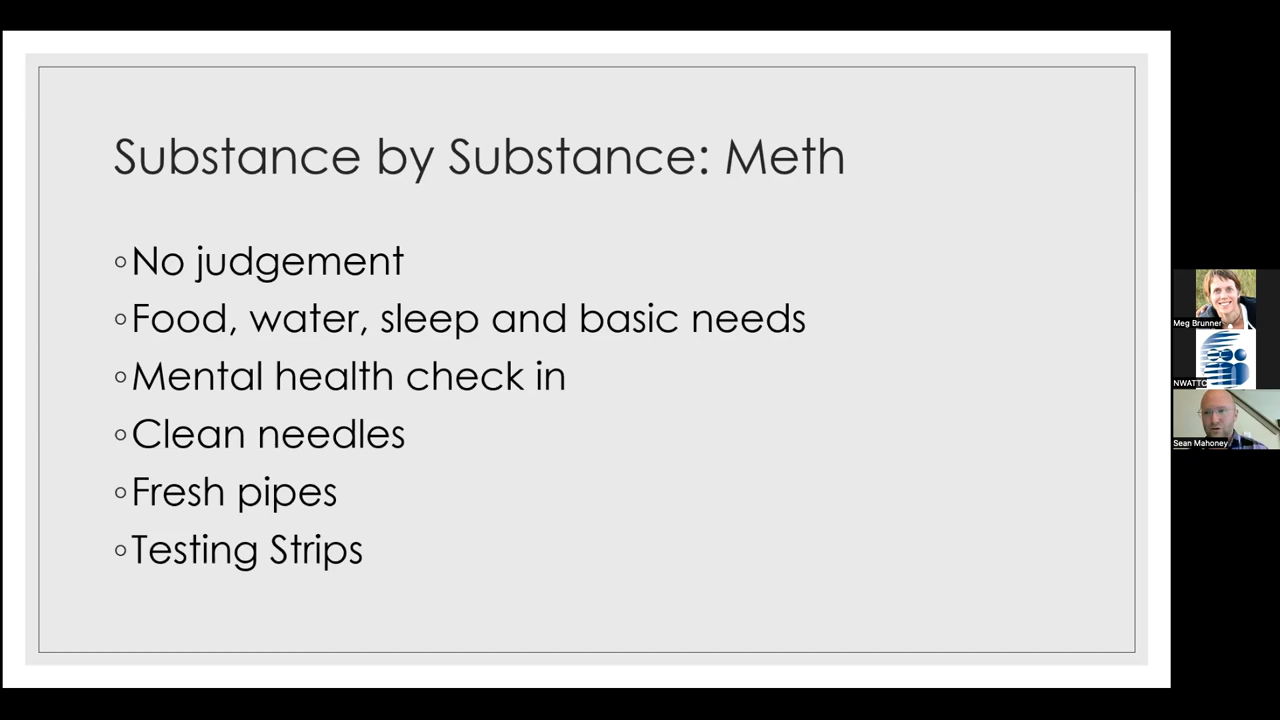 Substance by Substance: Meth
◦No judgement
◦Food, water, sleep and basic needs
◦Mental health check in
◦Clean needles
◦Fresh pipes
◦Testing Strips
Meg Brunner
NWATTC
Sean Mahoney